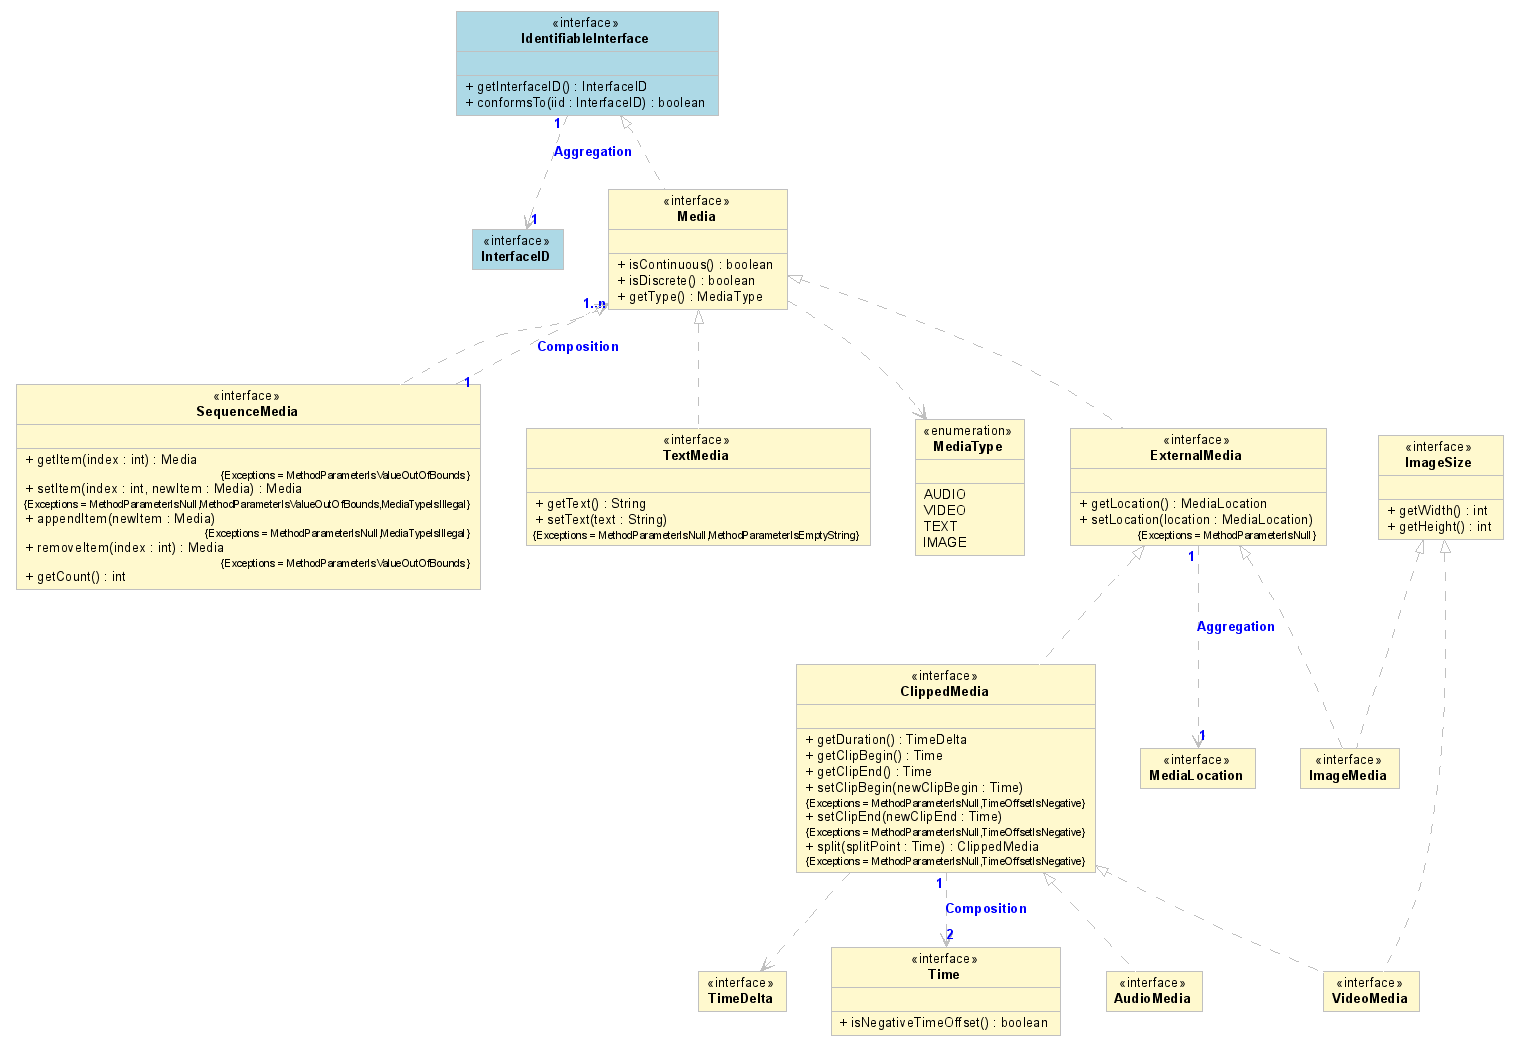 «interface»
IdentifiableInterface
+ getInterfaceID() : InterfaceID
+ conformsTo(iid : InterfaceID) : boolean
1
Aggregation
1
«interface»
InterfaceID
«interface»
Media
+ isContinuous() : boolean
+ isDiscrete() : boolean
+ getType() : MediaType
1..n
Composition
1
«interface»
SequenceMedia
+ getItem(index : int) : Media
{Exceptions = MethodParameterIsValueOutOfBounds}
+ setItem(index : int, newItem : Media) : Media
{Exceptions = MethodParameterIsNull,MethodParameterIsValueOutOfBounds,MediaTypeIsIllegal}
+ appendItem(newItem : Media)
{Exceptions = MethodParameterIsNull,MediaTypeIsIllegal}
+ removeItem(index : int) : Media
{Exceptions = MethodParameterIsValueOutOfBounds}
+ getCount() : int
«interface»
TextMedia
+ getText() : String
+ setText(text : String)
{Exceptions = MethodParameterIsNull,MethodParameterIsEmptyString}
«enumeration»
MediaType
AUDIO
VIDEO
TEXT
IMAGE
«interface»
ExternalMedia
+ getLocation() : MediaLocation
+ setLocation(location : MediaLocation)
{Exceptions = MethodParameterIsNull}
«interface»
ImageSize
+ getWidth() : int
+ getHeight() : int
1
Aggregation
1
«interface»
ClippedMedia
+ getDuration() : TimeDelta
+ getClipBegin() : Time
+ getClipEnd() : Time
+ setClipBegin(newClipBegin : Time)
{Exceptions = MethodParameterIsNull,TimeOffsetIsNegative}
+ setClipEnd(newClipEnd : Time)
{Exceptions = MethodParameterIsNull,TimeOffsetIsNegative}
+ split(splitPoint : Time) : ClippedMedia
{Exceptions = MethodParameterIsNull,TimeOffsetIsNegative}
«interface»
MediaLocation
«interface»
ImageMedia
1
Composition
2
«interface»
TimeDelta
«interface»
Time
+ isNegativeTimeOffset() : boolean
«interface»
AudioMedia
«interface»
VideoMedia